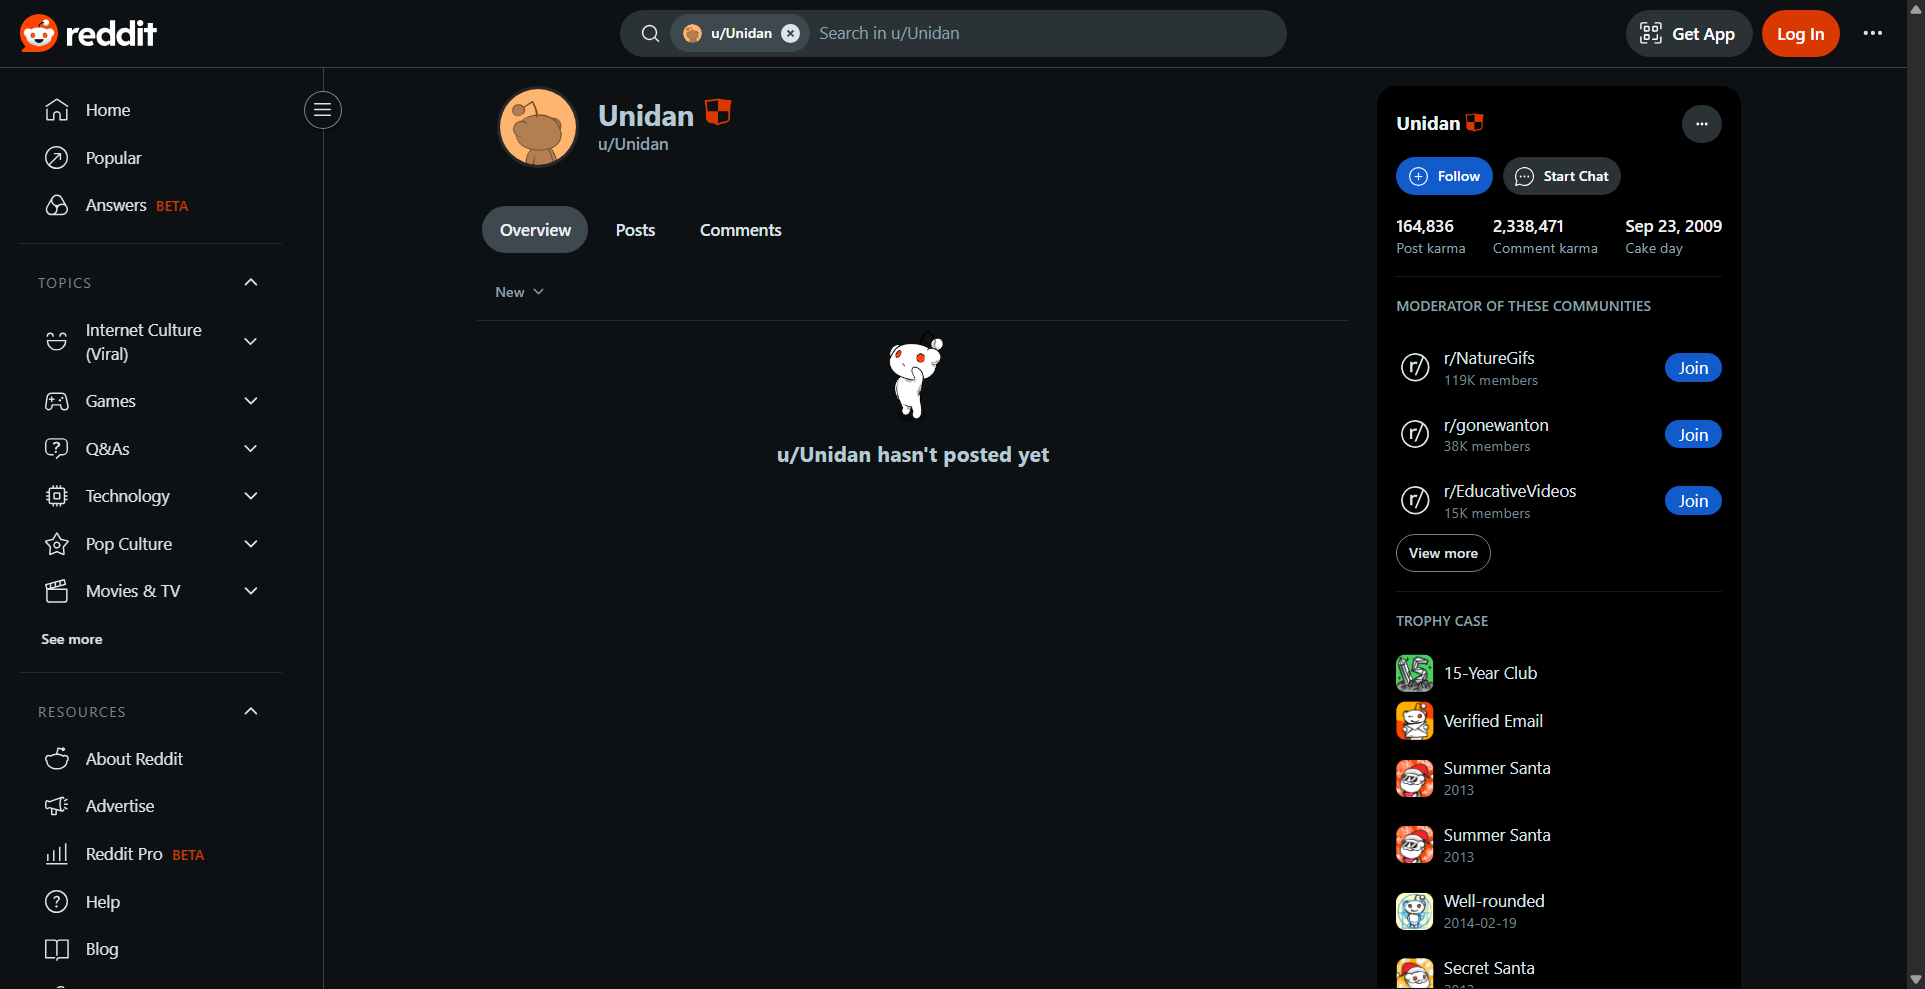 reddit
u/Unidan
Search in u/Unidan
Get App
Log In
Home
Popular
Answers BETA
TOPICS
Internet Culture
(Viral)
Games
Q&As
Technology
Pop Culture
Movies & TV
See more
RESOURCES
About Reddit
Advertise
Reddit Pro BETA
Help
Blog
Unidan
u/Unidan
Overview
Posts
Comments
New
u/Unidan hasn't posted yet
Unidan
Follow
Start Chat
164,836
Post karma
2,338,471
Comment karma
Sep 23, 2009
Cake day
MODERATOR OF THESE COMMUNITIES
r/ r/NatureGifs
119K members
Join
r/ r/gonewanton
38K members
Join
r/ r/EducativeVideos
15K members
Join
View more
TROPHY CASE
15 15-Year Club
Verified Email
Summer Santa
2013
Summer Santa
2013
Well-rounded
2014-02-19
Secret Santa